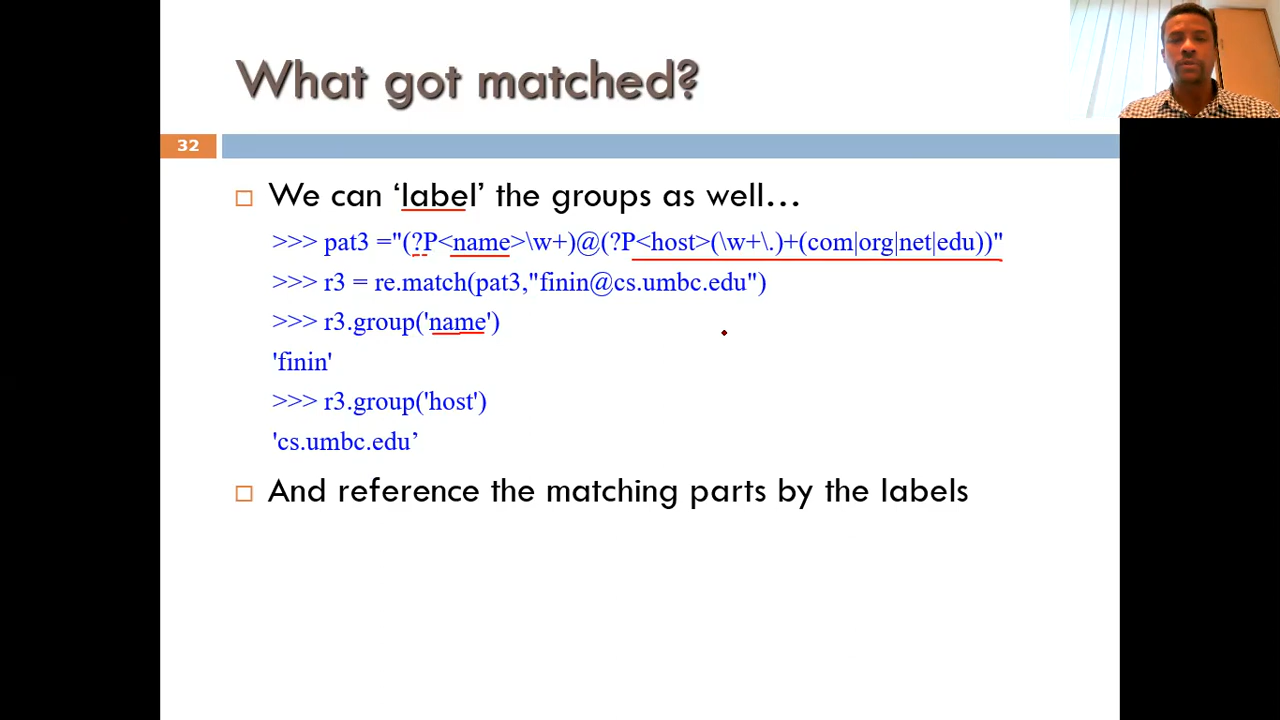 What got matched?
32
We can ‘label’ the groups as well…
>>> pat3 ="(?P<name>\w+)@(?P<host>(\w+\.)+(com|org|net|edu))"
>>> r3 = re.match(pat3,"finin@cs.umbc.edu")
>>> r3.group('name')
'finin'
>>> r3.group('host')
'cs.umbc.edu’
And reference the matching parts by the labels